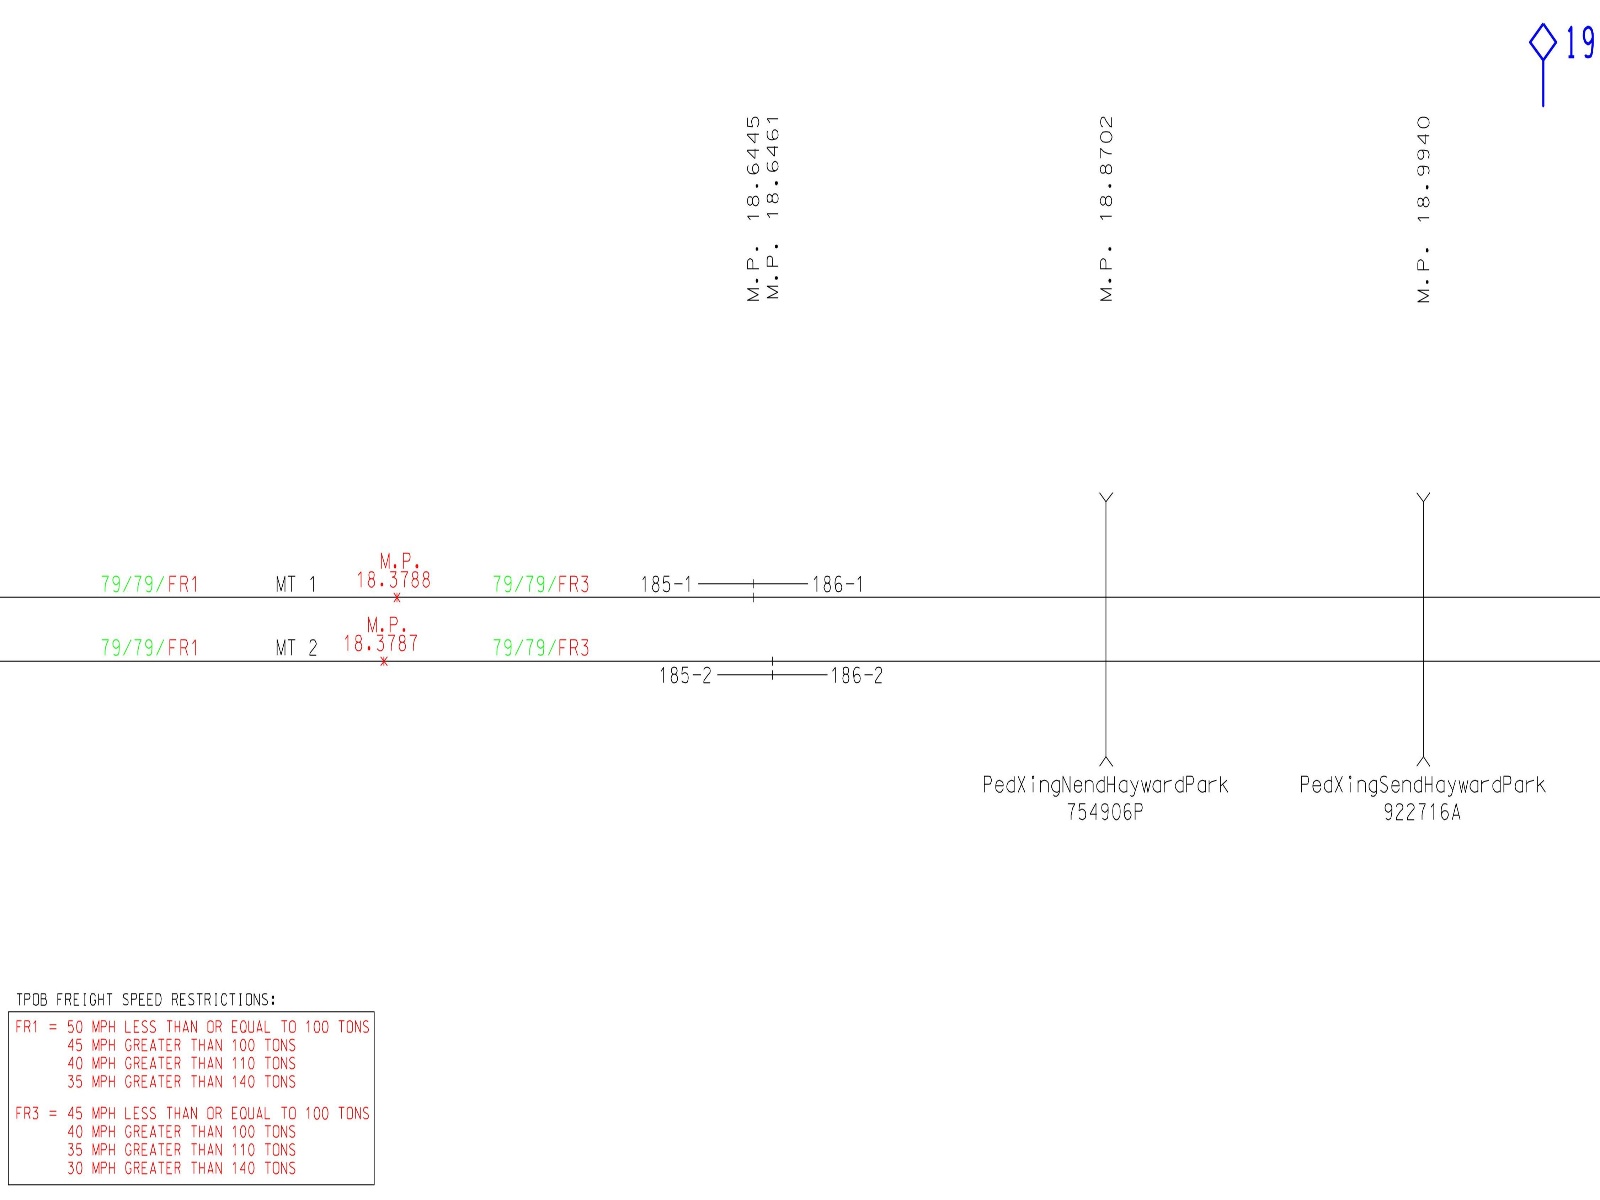 19
M.P. 18.6445
M.P. 18.6461
M.P. 18.8702
M.P. 18.9940
M.P.
79/79/FR1 MT 1 18.3788 79/79/FR3 185-1 186-1
M.P.
79/79/FR1 MT 2 18.3787 79/79/FR3
185-2 186-2
PedXingNendHaywardPark PedXingSendHaywardPark
754906P 922716A
TPOB FREIGHT SPEED RESTRICTIONS:
FR1 = 50 MPH LESS THAN OR EQUAL TO 100 TONS
45 MPH GREATER THAN 100 TONS
40 MPH GREATER THAN 110 TONS
35 MPH GREATER THAN 140 TONS
FR3 = 45 MPH LESS THAN OR EQUAL TO 100 TONS
40 MPH GREATER THAN 100 TONS
35 MPH GREATER THAN 110 TONS
30 MPH GREATER THAN 140 TONS